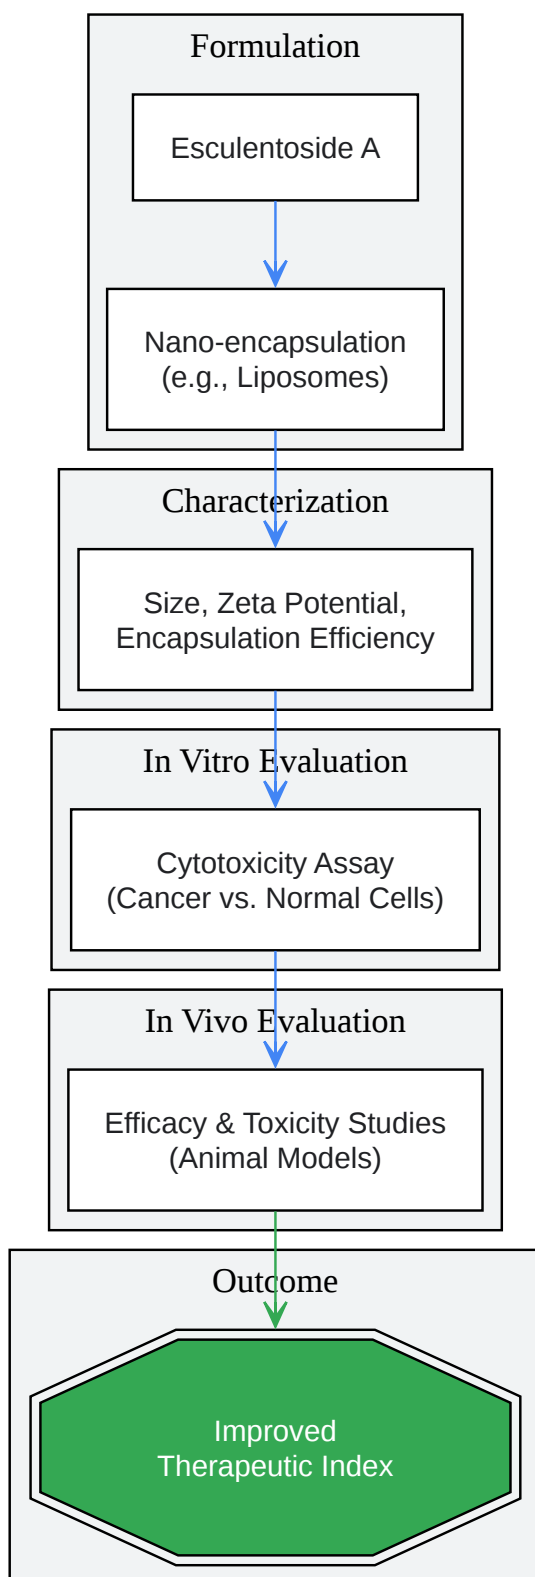 Formulation
Esculentoside A
Nano-encapsulation
(e.g., Liposomes)
Characterization
Size, Zeta Potential,
Encapsulation Efficiency
In Vitro Evaluation
Cytotoxicity Assay
(Cancer vs. Normal Cells)
In Vivo Evaluation
Efficacy & Toxicity Studies
(Animal Models)
Outcome
Improved
Therapeutic Index